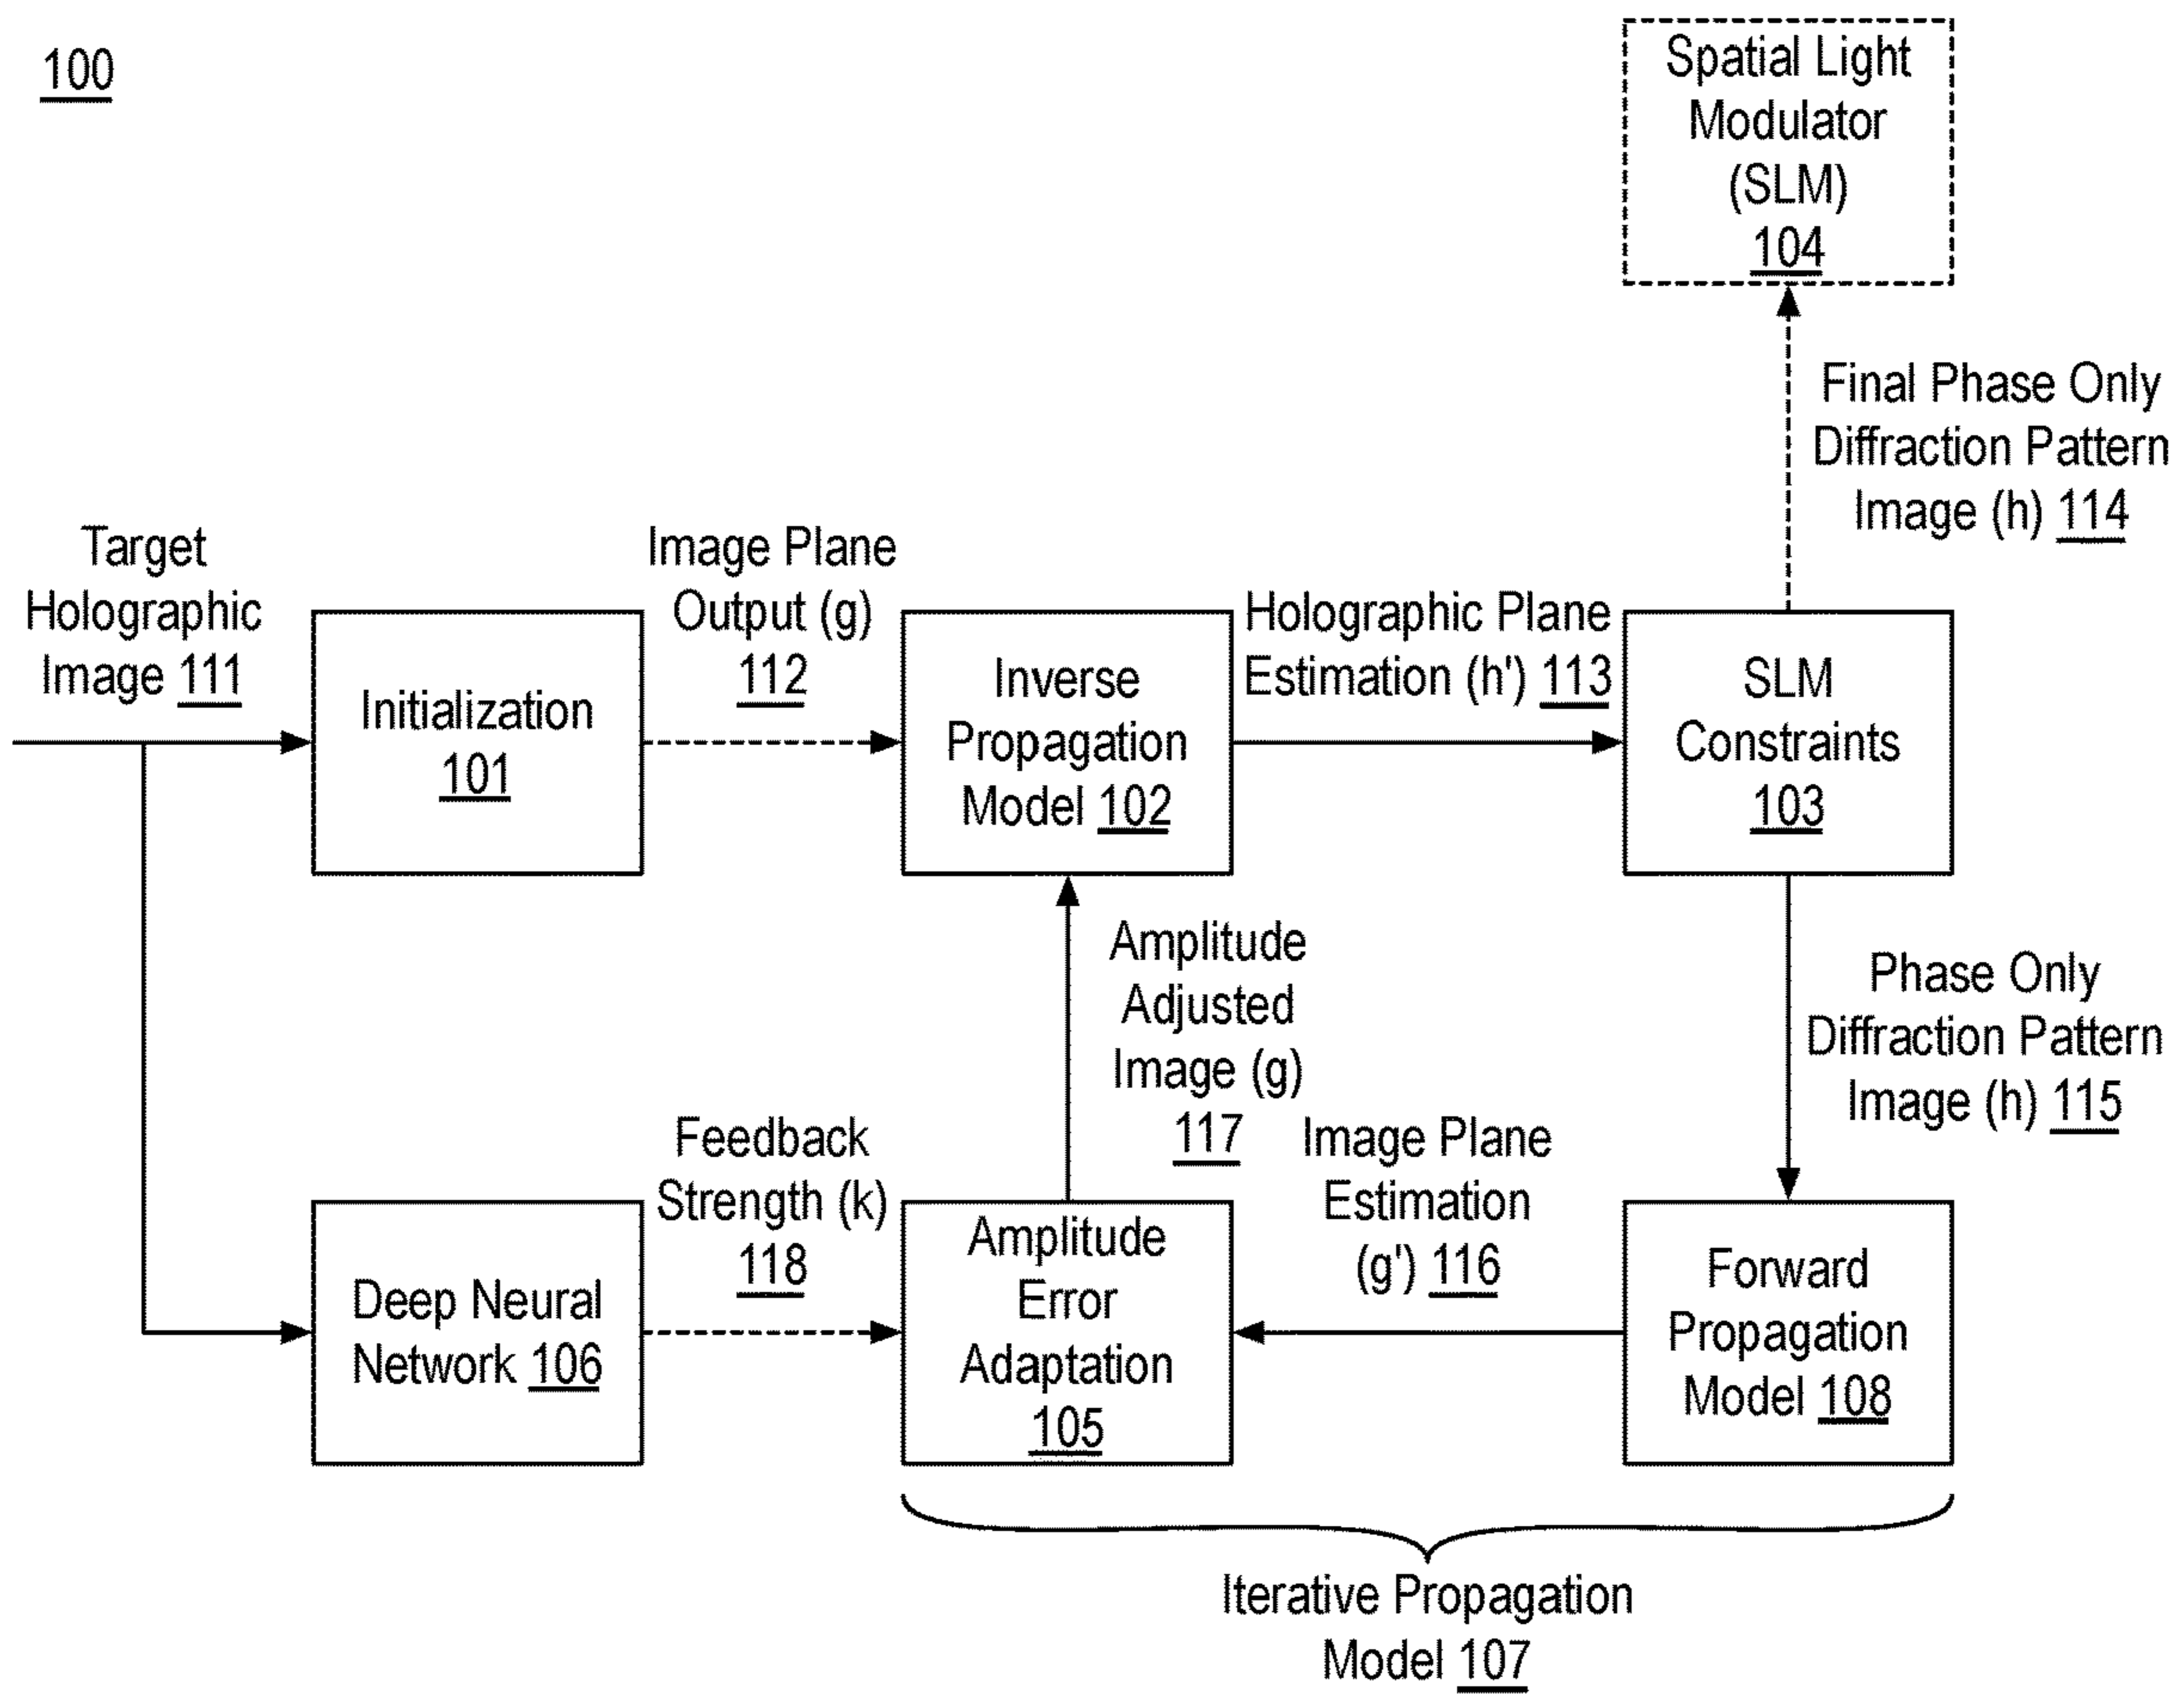 100
Spatial Light
Modulator
(SLM)
104
Final Phase Only
Diffraction Pattern
Image (h) 114
Target
Holographic
Image 111
Initialization
101
Image Plane
Output (g)
112
Inverse
Propagation
Model 102
Holographic Plane
Estimation (h') 113
SLM
Constraints
103
Amplitude
Adjusted
Image (g)
117
Phase Only
Diffraction Pattern
Image (h) 115
Deep Neural
Network 106
Feedback
Strength (k)
118
Amplitude
Error
Adaptation
105
Image Plane
Estimation
(g') 116
Forward
Propagation
Model 108
Iterative Propagation
Model 107